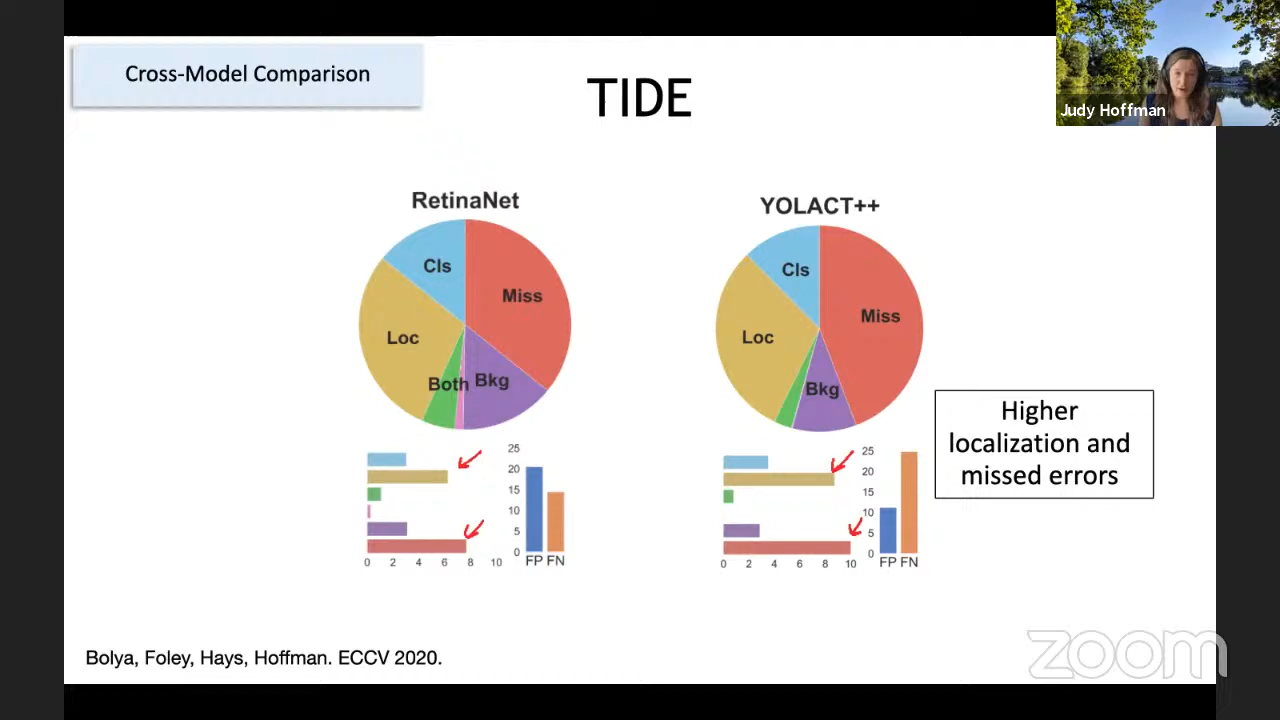 Cross-Model Comparison
TIDE
Judy Hoffman
RetinaNet
Cls
Miss
Loc
Both
Bkg
25
20
15
10
5
0
FP FN
0 2 4 6 8 10
YOLACT++
Cls
Miss
Loc
Bkg
25
20
15
10
5
0
FP FN
0 2 4 6 8 10
Higher
localization and
missed errors
Bolya, Foley, Hays, Hoffman. ECCV 2020.
zoom